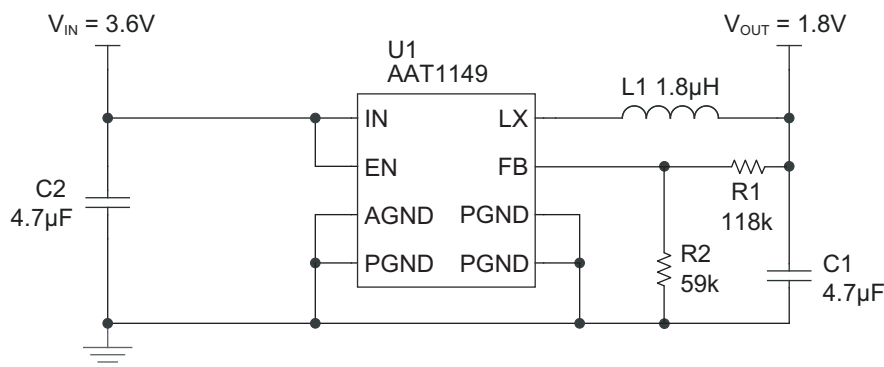 V_IN = 3.6V
V_OUT = 1.8V
U1
AAT1149
L1 1.8µH
IN
LX
EN
FB
C2
4.7µF
R1
118k
AGND
PGND
R2
59k
C1
4.7µF
PGND
PGND